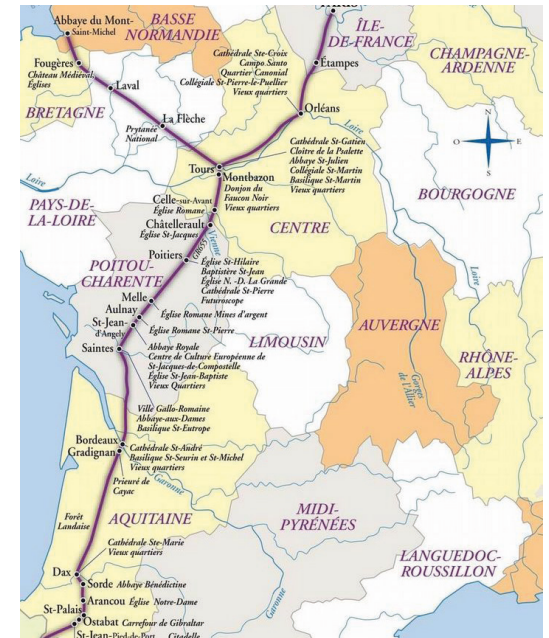 Abbaye du Mont-
Saint-Michel
BASSE
NORMANDIE
ÎLE-
DE-FRANCE
CHAMPAGNE-
ARDENNE
Fougères
Château Médiéval,
Églises
Laval
BRETAGNE
La Flèche
Prytanée
National
Étampes
Cathédrale Ste-Croix
Campo Santo
Quartier Canonial
Collégiale St-Pierre-le-Puellier
Vieux quartiers
Orléans
Loire
N
O
E
S
Cathédrale St-Gatien
Cloître de la Psalette
Abbaye St-Julien
Collégiale St-Martin
Basilique St-Martin
Vieux quartiers
Tours
Montbazon
Donjon du
Faucon Noir
Vieux quartiers
Loire
PAYS-DE-
LA-LOIRE
BOURGOGNE
CENTRE
Celle-sur-Avant
Église Romane
Châtellerault
Église St-Jacques
Vienne
GR655
Poitiers
Église St-Hilaire
Baptistère St-Jean
Église N. -D. La Grande
Cathédrale St-Pierre
Futuroscope
POITOU-
CHARENTE
Loire
Melle
Église Romane Mines d'argent
Aulnay
Église Romane St-Pierre
St-Jean-
d'Angely
Saintes
Abbaye Royale
Centre de Culture Européenne de
St-Jacques-de-Compostelle
Église St-Jean-Baptiste
Vieux Quartiers
LIMOUSIN
AUVERGNE
RHÔNE-
ALPES
Gorges
de l'Allier
Ville Gallo-Romaine
Abbaye-aux-Dames
Basilique St-Eutrope
Bordeaux
Gradignan
Cathédrale St-André
Basilique St-Seurin et St-Michel
Vieux quartiers
Garonne
Prieuré de
Cayac
Forêt
Landaise
AQUITAINE
MIDI-
PYRÉNÉES
LANGUEDOC-
ROUSSILLON
Cathédrale Ste-Marie
Vieux quartiers
Dax
Sorde Abbaye Bénédictine
Arancou Église Notre-Dame
St-Palais
Ostabat Carrefour de Gibraltar
St-Jean-Pied-de-Port Citadelle
Garonne